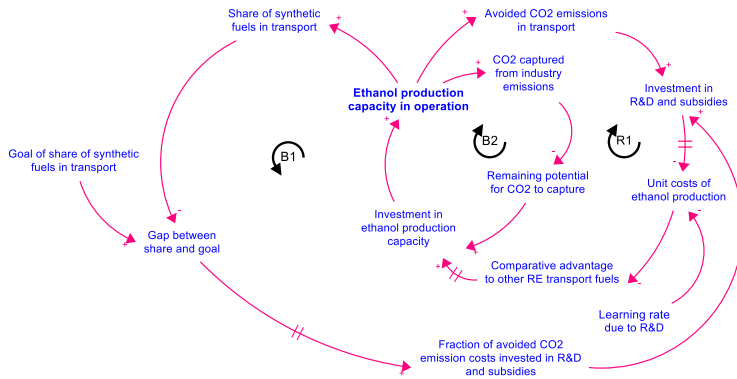 Share of synthetic
fuels in transport
+
Avoided CO2 emissions
in transport
+
CO2 captured
from industry
emissions
+
Ethanol production
capacity in operation
+
Investment in
R&D and subsidies
+
+
Goal of share of synthetic
fuels in transport
B1
B2
R1
Remaining potential
for CO2 to capture
-
Unit costs of
ethanol production
-
-
Investment in
ethanol production
capacity
+
+
Gap between
share and goal
-
+
Comparative advantage
to other RE transport fuels
-
Learning rate
due to R&D
Fraction of avoided CO2
emission costs invested in R&D
and subsidies
+